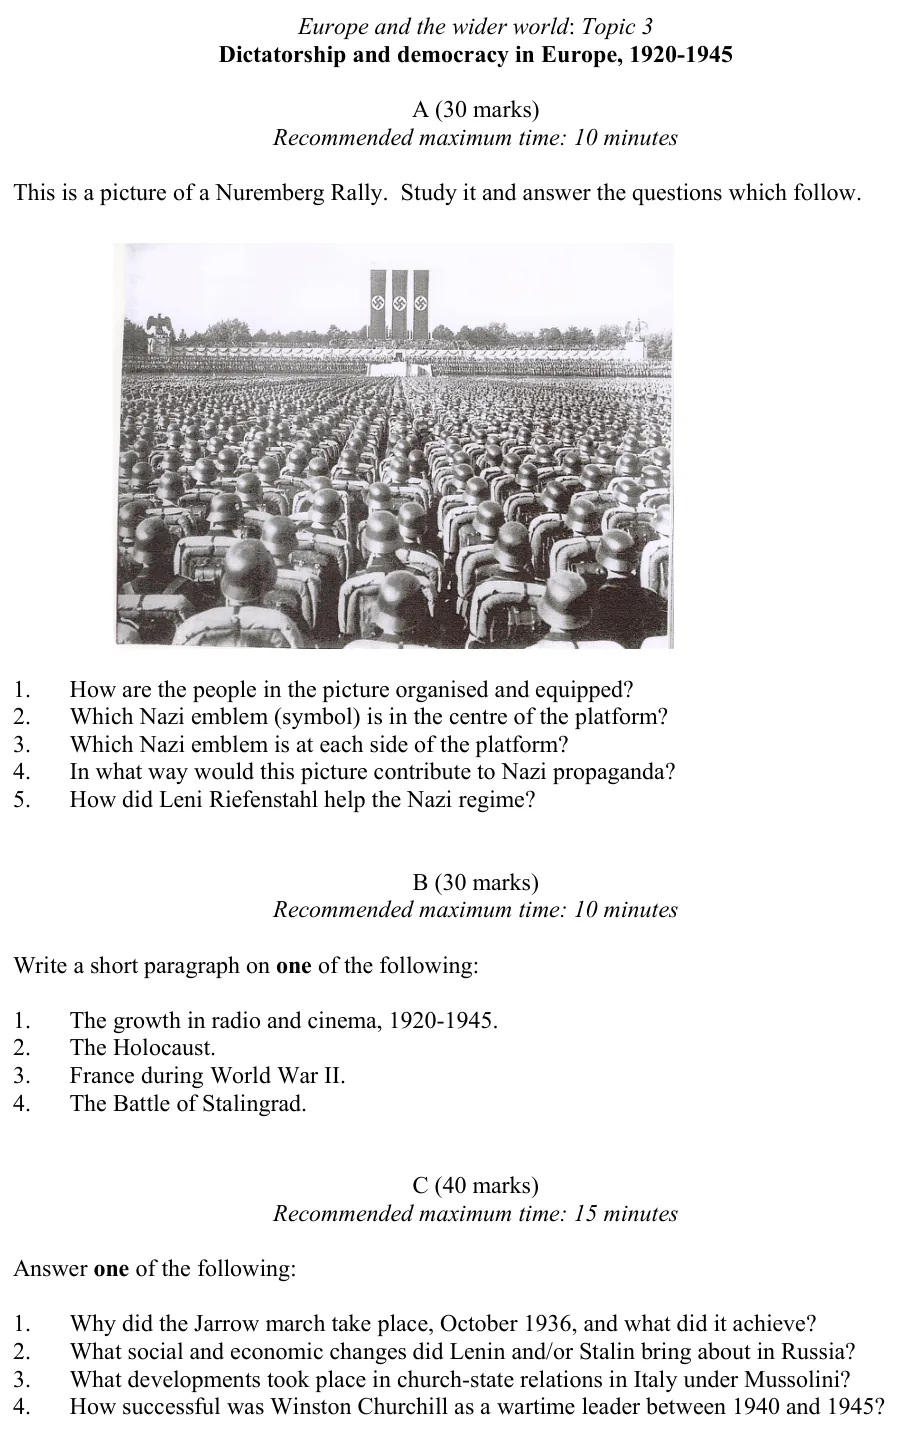 Europe and the wider world: Topic 3
Dictatorship and democracy in Europe, 1920-1945
A (30 marks)
Recommended maximum time: 10 minutes
This is a picture of a Nuremberg Rally. Study it and answer the questions which follow.
1. How are the people in the picture organised and equipped?
2. Which Nazi emblem (symbol) is in the centre of the platform?
3. Which Nazi emblem is at each side of the platform?
4. In what way would this picture contribute to Nazi propaganda?
5. How did Leni Riefenstahl help the Nazi regime?
B (30 marks)
Recommended maximum time: 10 minutes
Write a short paragraph on one of the following:
1. The growth in radio and cinema, 1920-1945.
2. The Holocaust.
3. France during World War II.
4. The Battle of Stalingrad.
C (40 marks)
Recommended maximum time: 15 minutes
Answer one of the following:
1. Why did the Jarrow march take place, October 1936, and what did it achieve?
2. What social and economic changes did Lenin and/or Stalin bring about in Russia?
3. What developments took place in church-state relations in Italy under Mussolini?
4. How successful was Winston Churchill as a wartime leader between 1940 and 1945?